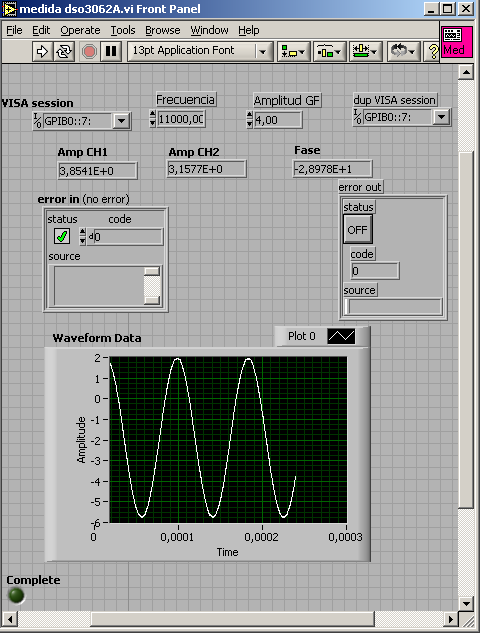 medida dso3062A.vi Front Panel
File Edit Operate Tools Browse Window Help
13pt Application Font
?
Med
VISA session
Frecuencia
Amplitud GF
dup VISA session
I/O GPIB0::7:
11000,00
4,00
I/O GPIB0::7:
Amp CH1
Amp CH2
Fase
3,8541E+0
3,1577E+0
-2,8978E+1
error in (no error)
error out
status
code
status
d0
OFF
source
code
0
source
Waveform Data
Plot 0
2
1
0
-1
-2
-3
-4
-5
-6
Amplitude
0
0,0001
0,0002
0,0003
Time
Complete